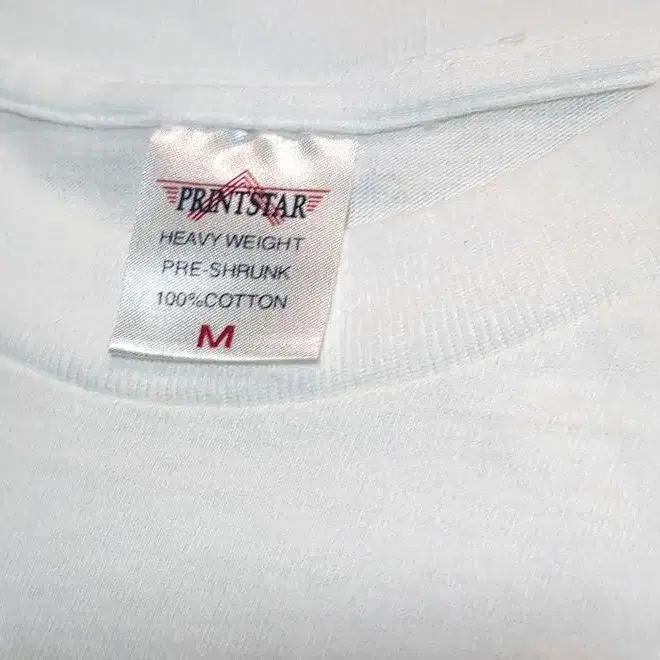 PRINTSTAR
HEAVY WEIGHT
PRE-SHRUNK
100%COTTON
M